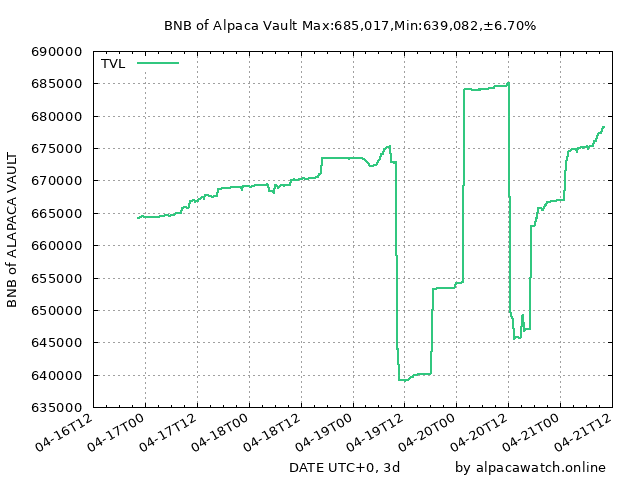 BNB of Alpaca Vault Max:685,017,Min:639,082,±6.70%
TVL
690000
685000
680000
675000
670000
665000
660000
655000
650000
645000
640000
635000
BNB of ALAPACA VAULT
04-16T12
04-17T00
04-17T12
04-18T00
04-18T12
04-19T00
04-19T12
04-20T00
04-20T12
04-21T00
04-21T12
DATE UTC+0, 3d
by alpacawatch.online